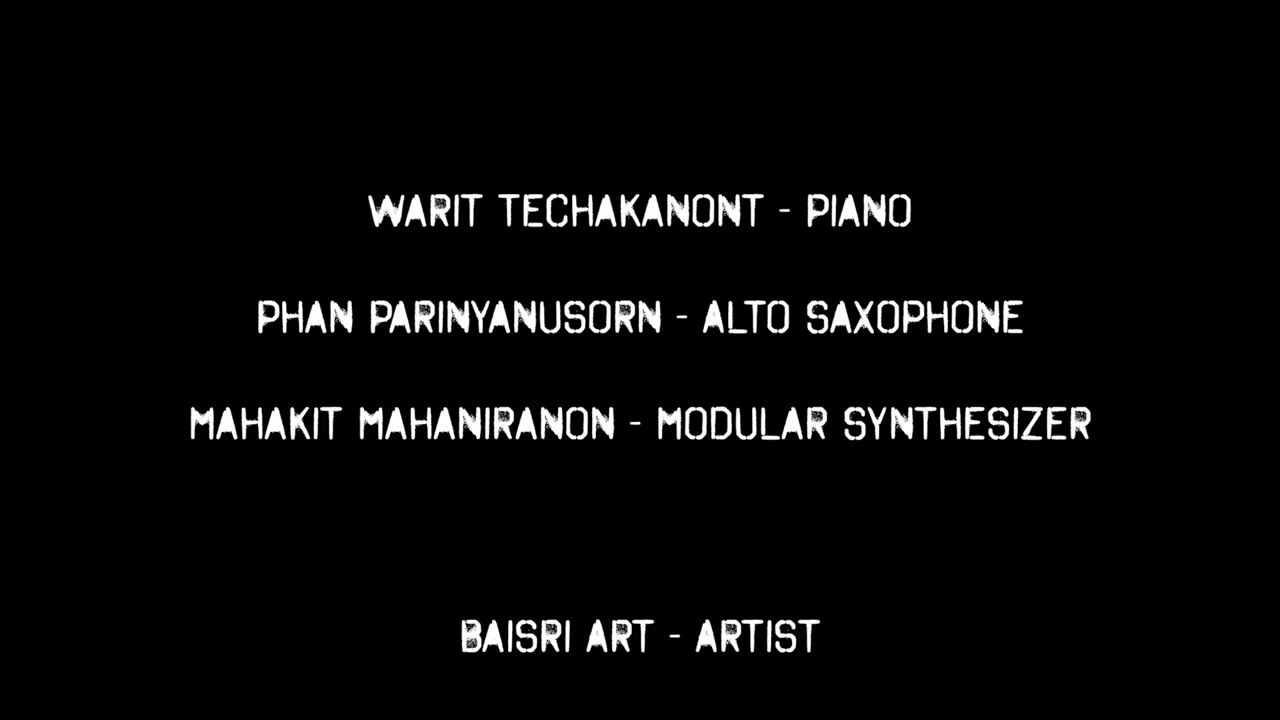 WARIT TECHAKANONT - PIANO
PHAN PARINYANUSORN - ALTO SAXOPHONE
MAHAKIT MAHANIRANON - MODULAR SYNTHESIZER
BAISRI ART - ARTIST